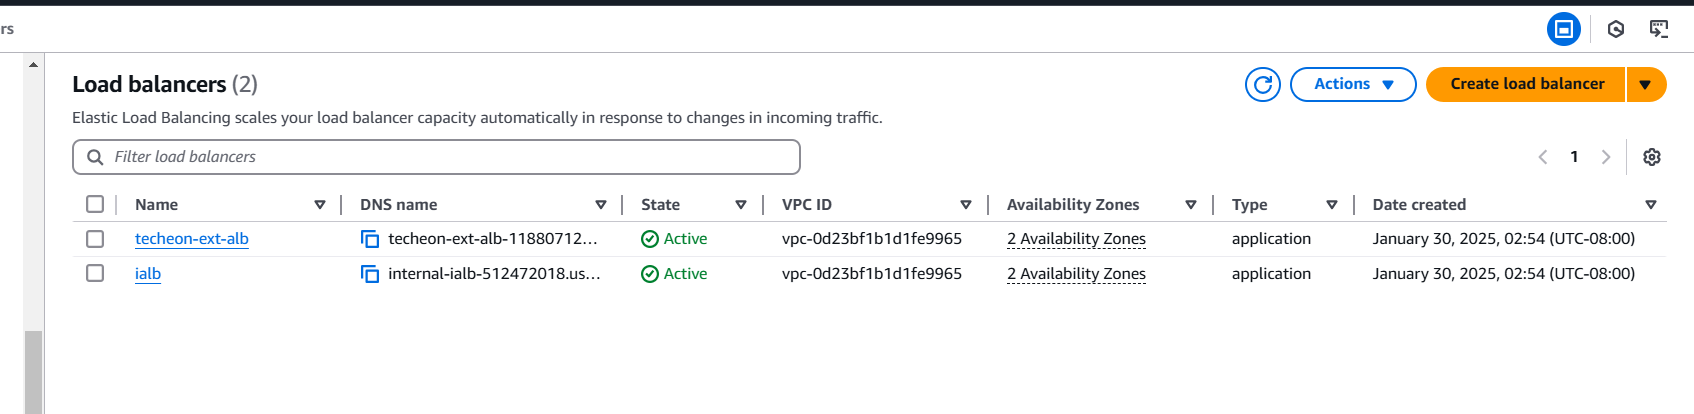 rs
Load balancers (2)
Actions
Create load balancer
Elastic Load Balancing scales your load balancer capacity automatically in response to changes in incoming traffic.
Filter load balancers
1
Name DNS name State VPC ID Availability Zones Type Date created
techeon-ext-alb techeon-ext-alb-11880712... Active vpc-0d23bf1b1d1fe9965 2 Availability Zones application January 30, 2025, 02:54 (UTC-08:00)
ialb internal-ialb-512472018.us... Active vpc-0d23bf1b1d1fe9965 2 Availability Zones application January 30, 2025, 02:54 (UTC-08:00)